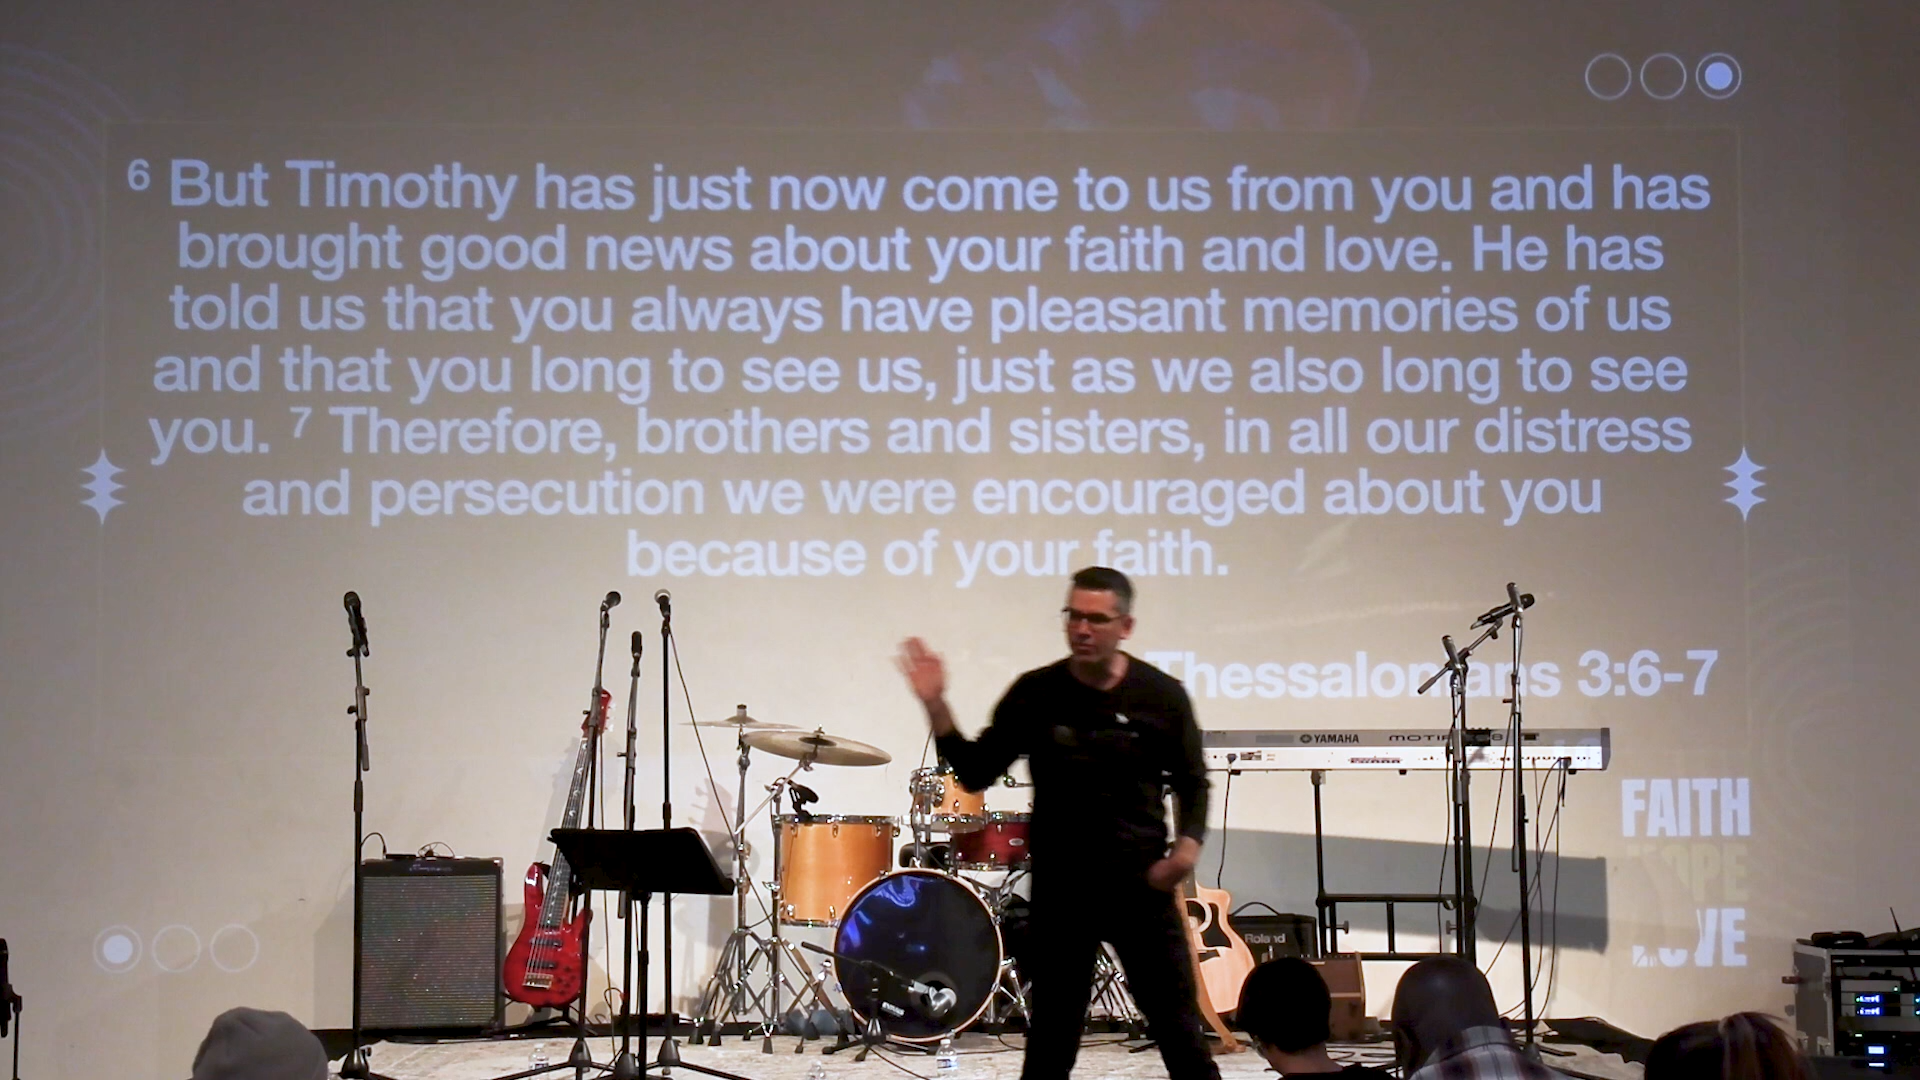 6 But Timothy has just now come to us from you and has
brought good news about your faith and love. He has
told us that you always have pleasant memories of us
and that you long to see us, just as we also long to see
you. 7 Therefore, brothers and sisters, in all our distress
and persecution we were encouraged about you
because of your faith.
Thessalonians 3:6-7
YAMAHA
FAITH
Roland